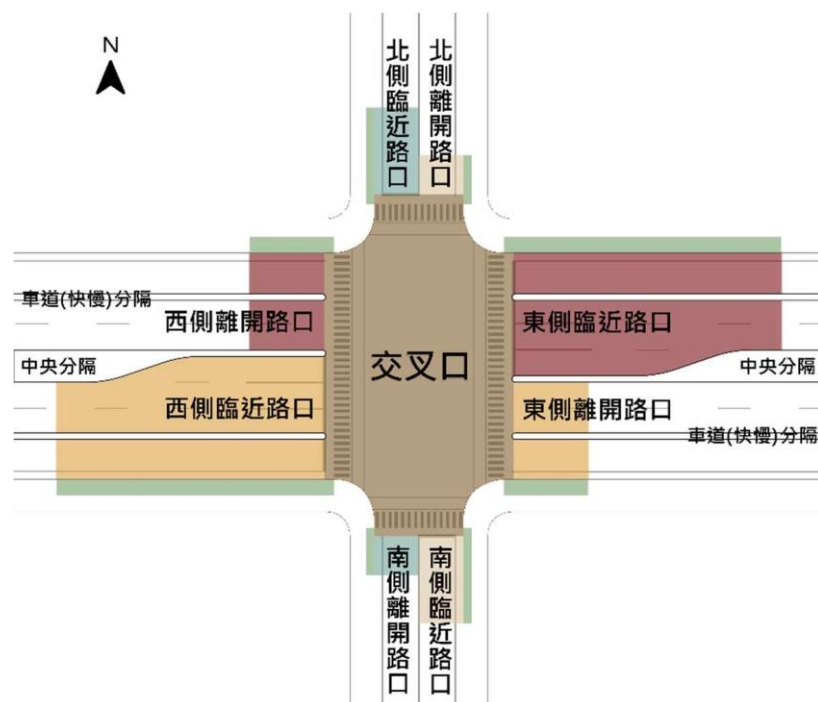 N
北側臨近路口
北側離開路口
車道(快慢)分隔
西側離開路口
東側臨近路口
中央分隔
交叉口
中央分隔
西側臨近路口
東側離開路口
車道(快慢)分隔
南側離開路口
南側臨近路口